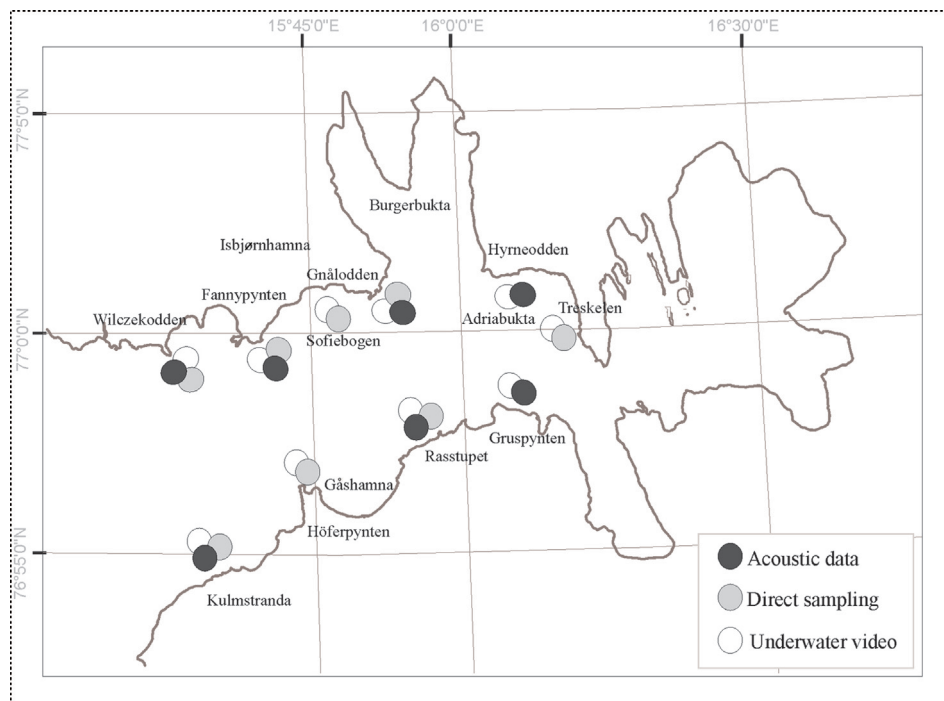 15°45'0"E
16°0'0"E
16°30'0"E
77°5'0"N
Burgerbukta
Isbjørnhamna
Hyrneodden
Gnålodden
Fannypynten
Wilczekodden
Adriabukta
Treskelen
77°0'0"N
Sofiebogen
Gruspynten
Rasstupet
Gåshamna
Höferpynten
76°55'0"N
Kulmstranda
Acoustic data
Direct sampling
Underwater video